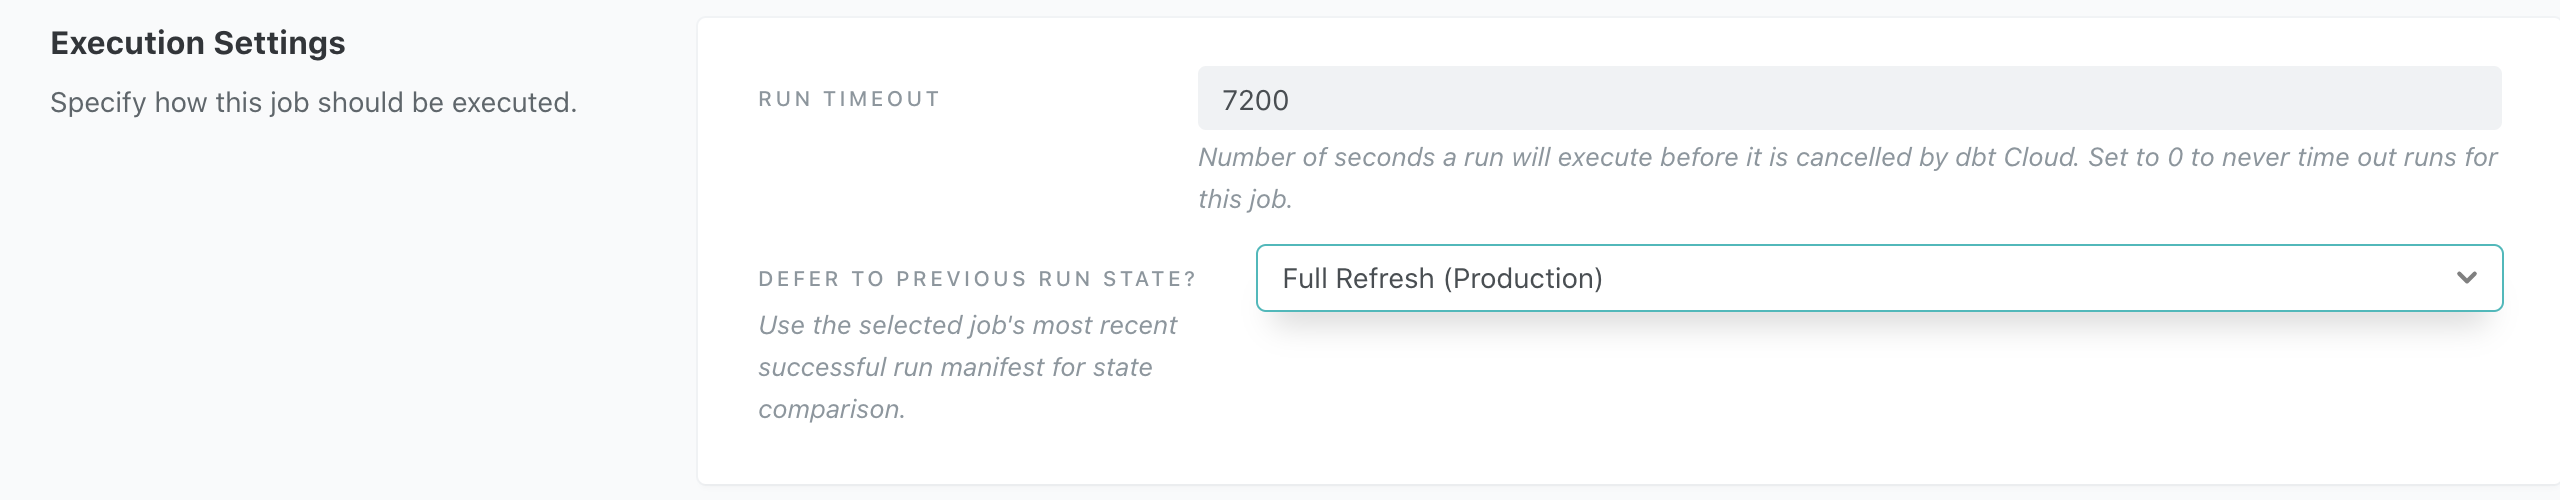 Execution Settings
Specify how this job should be executed.
RUN TIMEOUT
7200
Number of seconds a run will execute before it is cancelled by dbt Cloud. Set to 0 to never time out runs for
this job.
DEFER TO PREVIOUS RUN STATE?
Full Refresh (Production)
Use the selected job's most recent
successful run manifest for state
comparison.